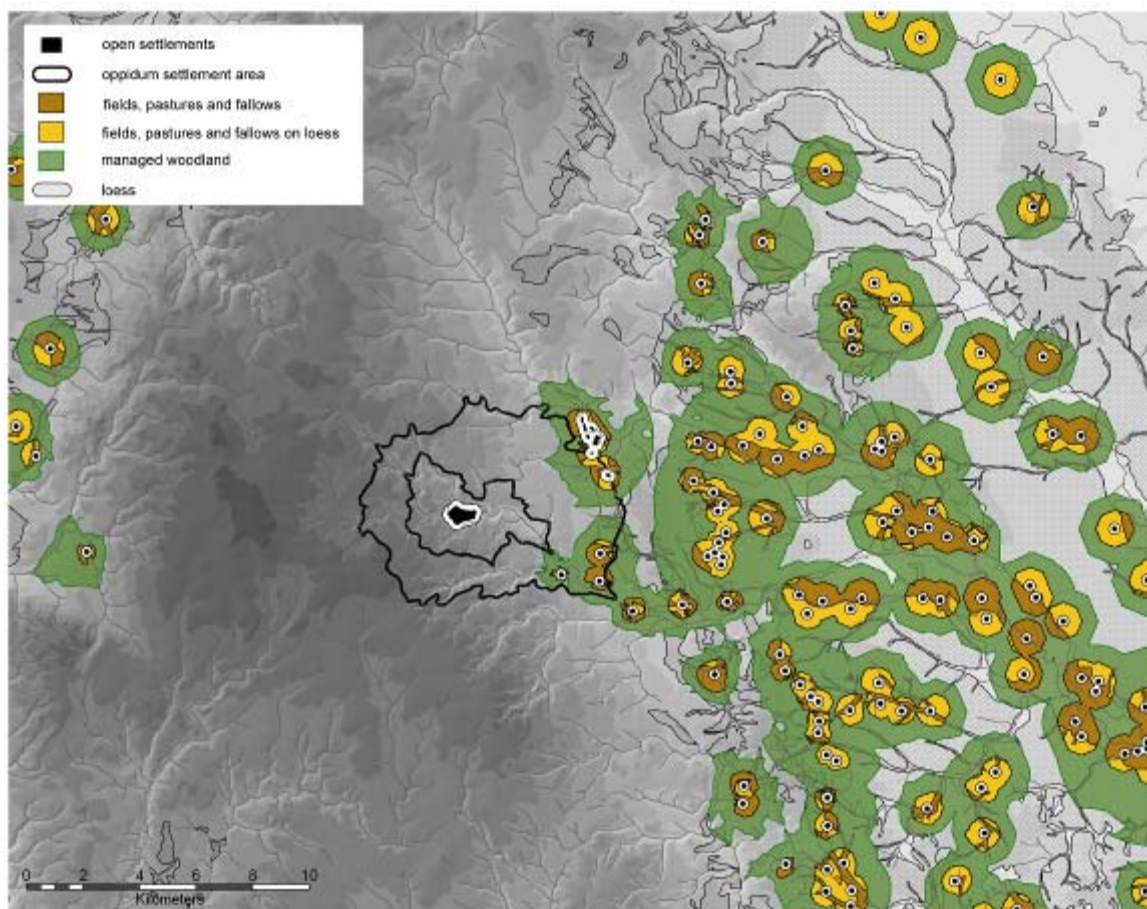 open settlements
oppidum settlement area
fields, pastures and fallows
fields, pastures and fallows on loess
managed woodland
loess
0 2 4 6 8 10
Kilometers